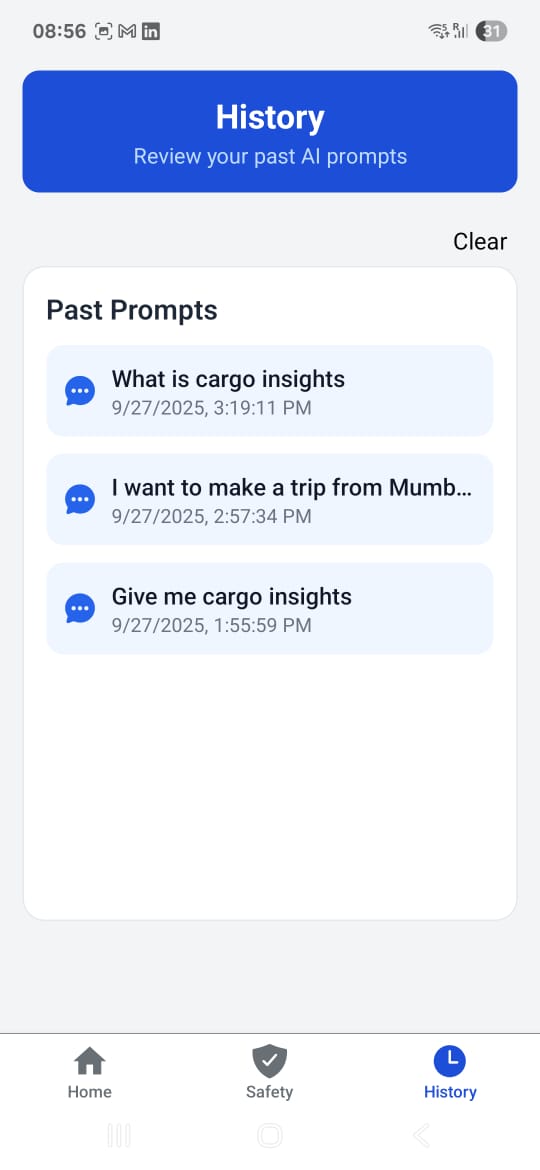 08:56
31
History
Review your past AI prompts
Clear
Past Prompts
What is cargo insights
9/27/2025, 3:19:11 PM
I want to make a trip from Mumb...
9/27/2025, 2:57:34 PM
Give me cargo insights
9/27/2025, 1:55:59 PM
Home
Safety
History